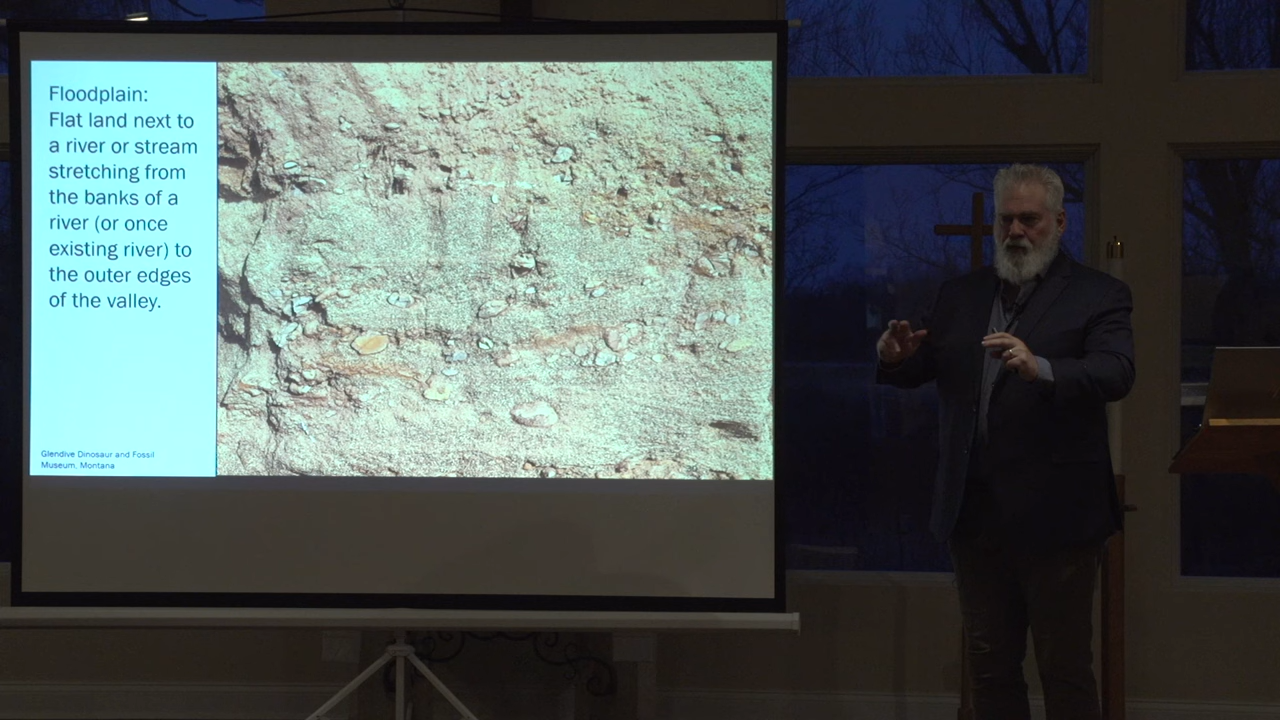 Floodplain:
Flat land next to
a river or stream
stretching from
the banks of a
river (or once
existing river) to
the outer edges
of the valley.
Glendive Dinosaur and Fossil
Museum, Montana